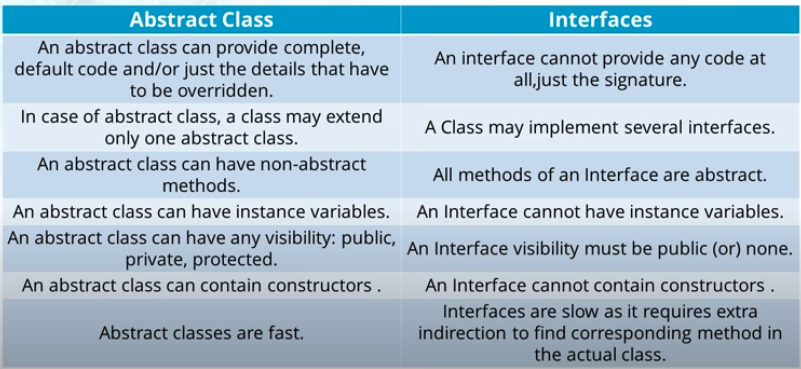 Abstract Class
Interfaces
An abstract class can provide complete,
default code and/or just the details that have
to be overridden.
An interface cannot provide any code at
all,just the signature.
In case of abstract class, a class may extend
only one abstract class.
A Class may implement several interfaces.
An abstract class can have non-abstract
methods.
All methods of an Interface are abstract.
An abstract class can have instance variables.
An Interface cannot have instance variables.
An abstract class can have any visibility: public,
private, protected.
An Interface visibility must be public (or) none.
An abstract class can contain constructors .
An Interface cannot contain constructors .
Abstract classes are fast.
Interfaces are slow as it requires extra
indirection to find corresponding method in
the actual class.